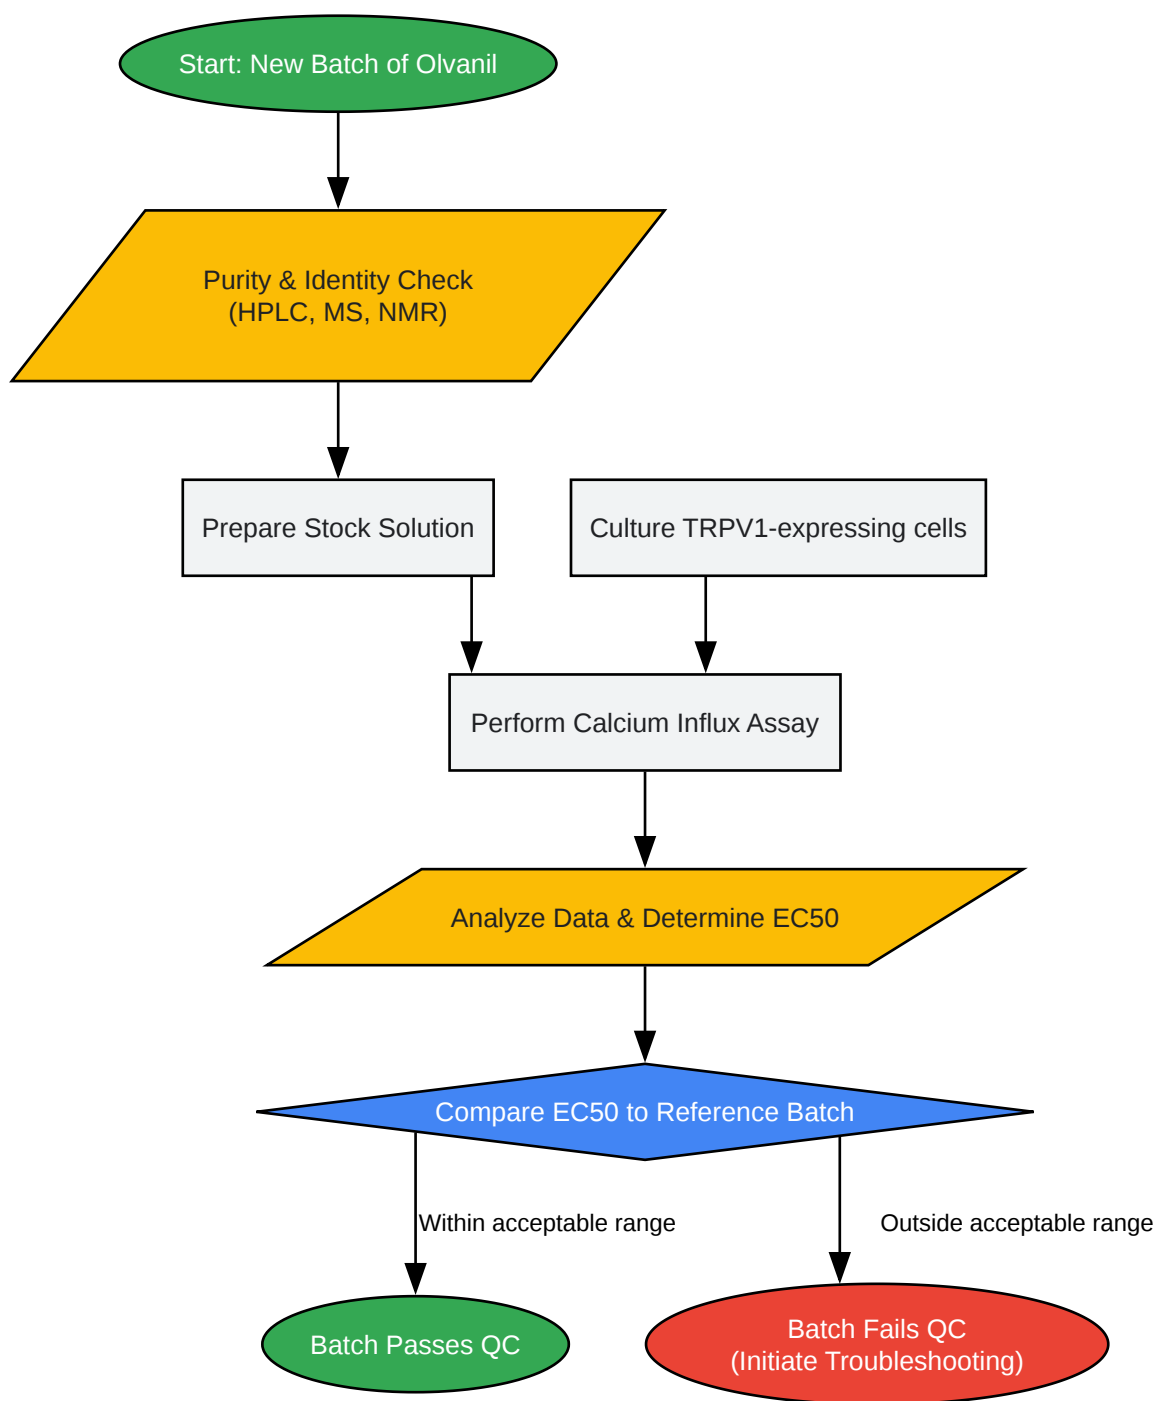 Start: New Batch of Olvanil
Purity & Identity Check
(HPLC, MS, NMR)
Prepare Stock Solution
Culture TRPV1-expressing cells
Perform Calcium Influx Assay
Analyze Data & Determine EC50
Compare EC50 to Reference Batch
Within acceptable range
Outside acceptable range
Batch Passes QC
Batch Fails QC
(Initiate Troubleshooting)